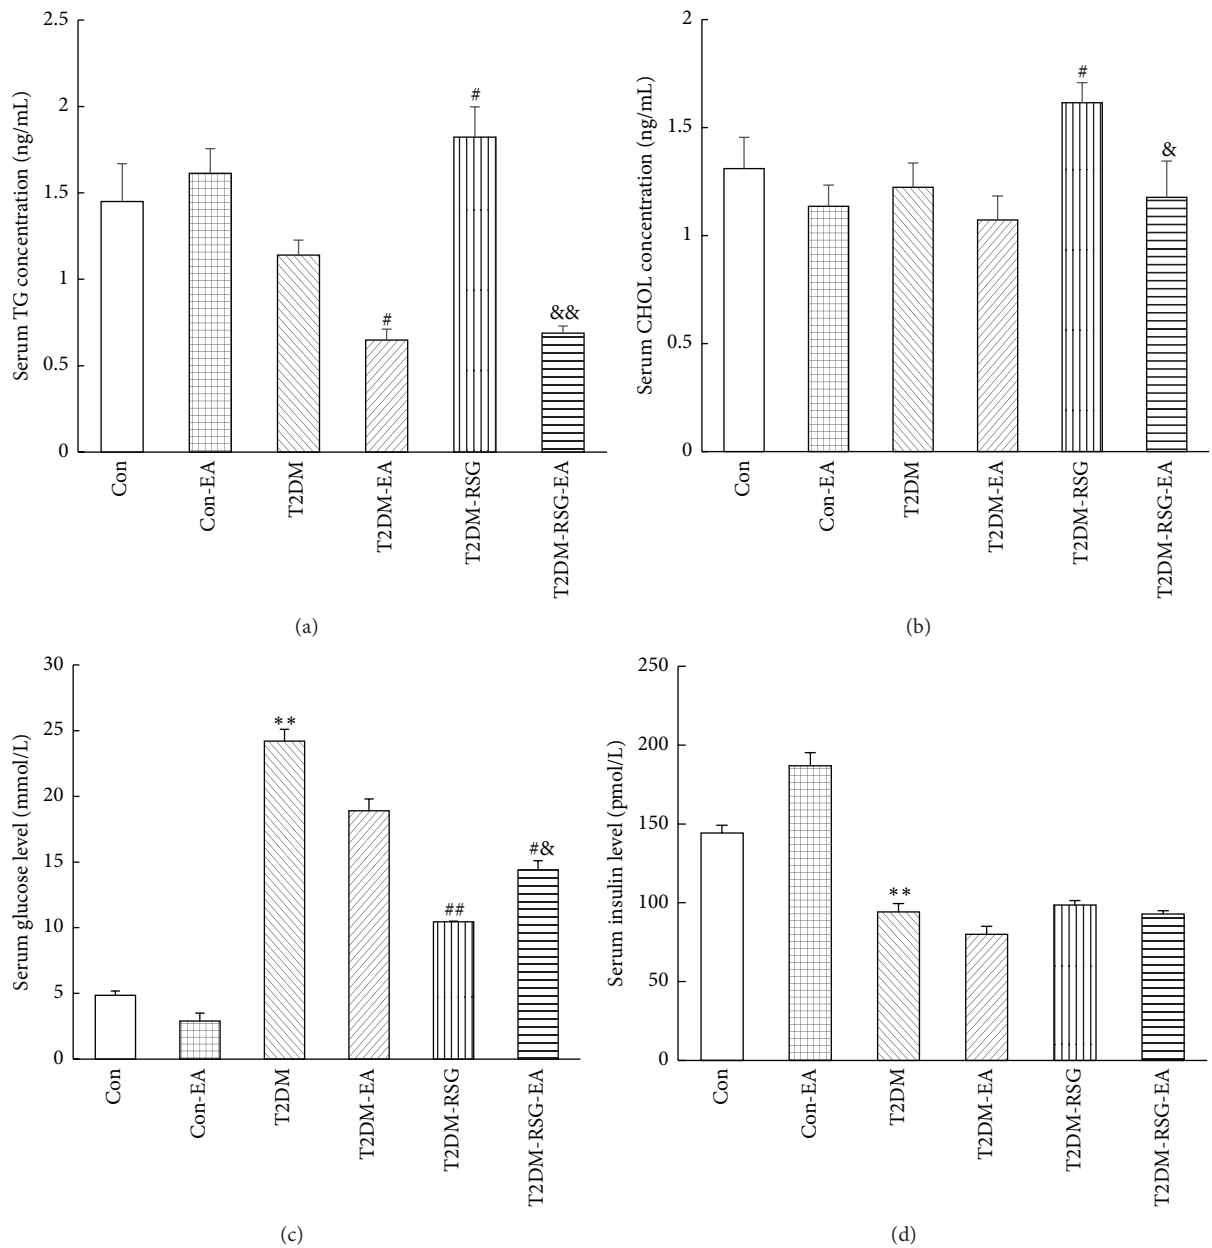 Serum TG concentration (ng/mL)
2.5
2
1.5
1
0.5
0
#
#
&&
Con
Con-EA
T2DM
T2DM-EA
T2DM-RSG
T2DM-RSG-EA
(a)
Serum CHOL concentration (ng/mL)
2
1.5
1
0.5
0
#
&
Con
Con-EA
T2DM
T2DM-EA
T2DM-RSG
T2DM-RSG-EA
(b)
Serum glucose level (mmol/L)
30
25
20
15
10
5
0
**
##
#&
Con
Con-EA
T2DM
T2DM-EA
T2DM-RSG
T2DM-RSG-EA
(c)
Serum insulin level (pmol/L)
250
200
150
100
50
0
**
Con
Con-EA
T2DM
T2DM-EA
T2DM-RSG
T2DM-RSG-EA
(d)